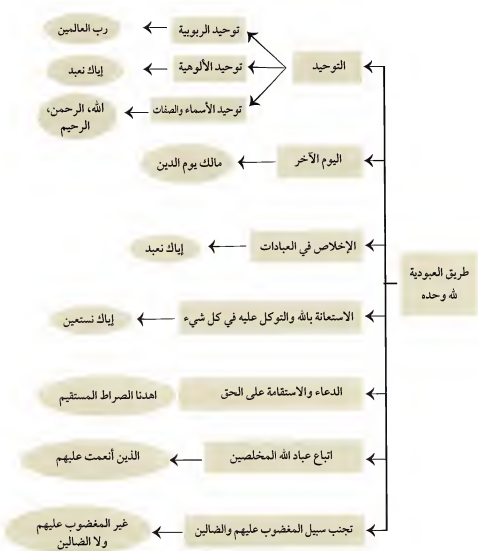 طريق العبودية
لله وحده
التوحيد
توحيد الربوبية
رب العالمين
توحيد الألوهية
إياك نعبد
توحيد الأسماء والصفات
الله، الرحمن،
الرحيم
اليوم الآخر
مالك يوم الدين
الإخلاص في العبادات
إياك نعبد
الاستعانة بالله والتوكل عليه في كل شيء
إياك نستعين
الدعاء والاستقامة على الحق
اهدنا الصراط المستقيم
اتباع عباد الله المخلصين
الذين أنعمت عليهم
تجنب سبيل المغضوب عليهم والضالين
غير المغضوب عليهم
ولا الضالين